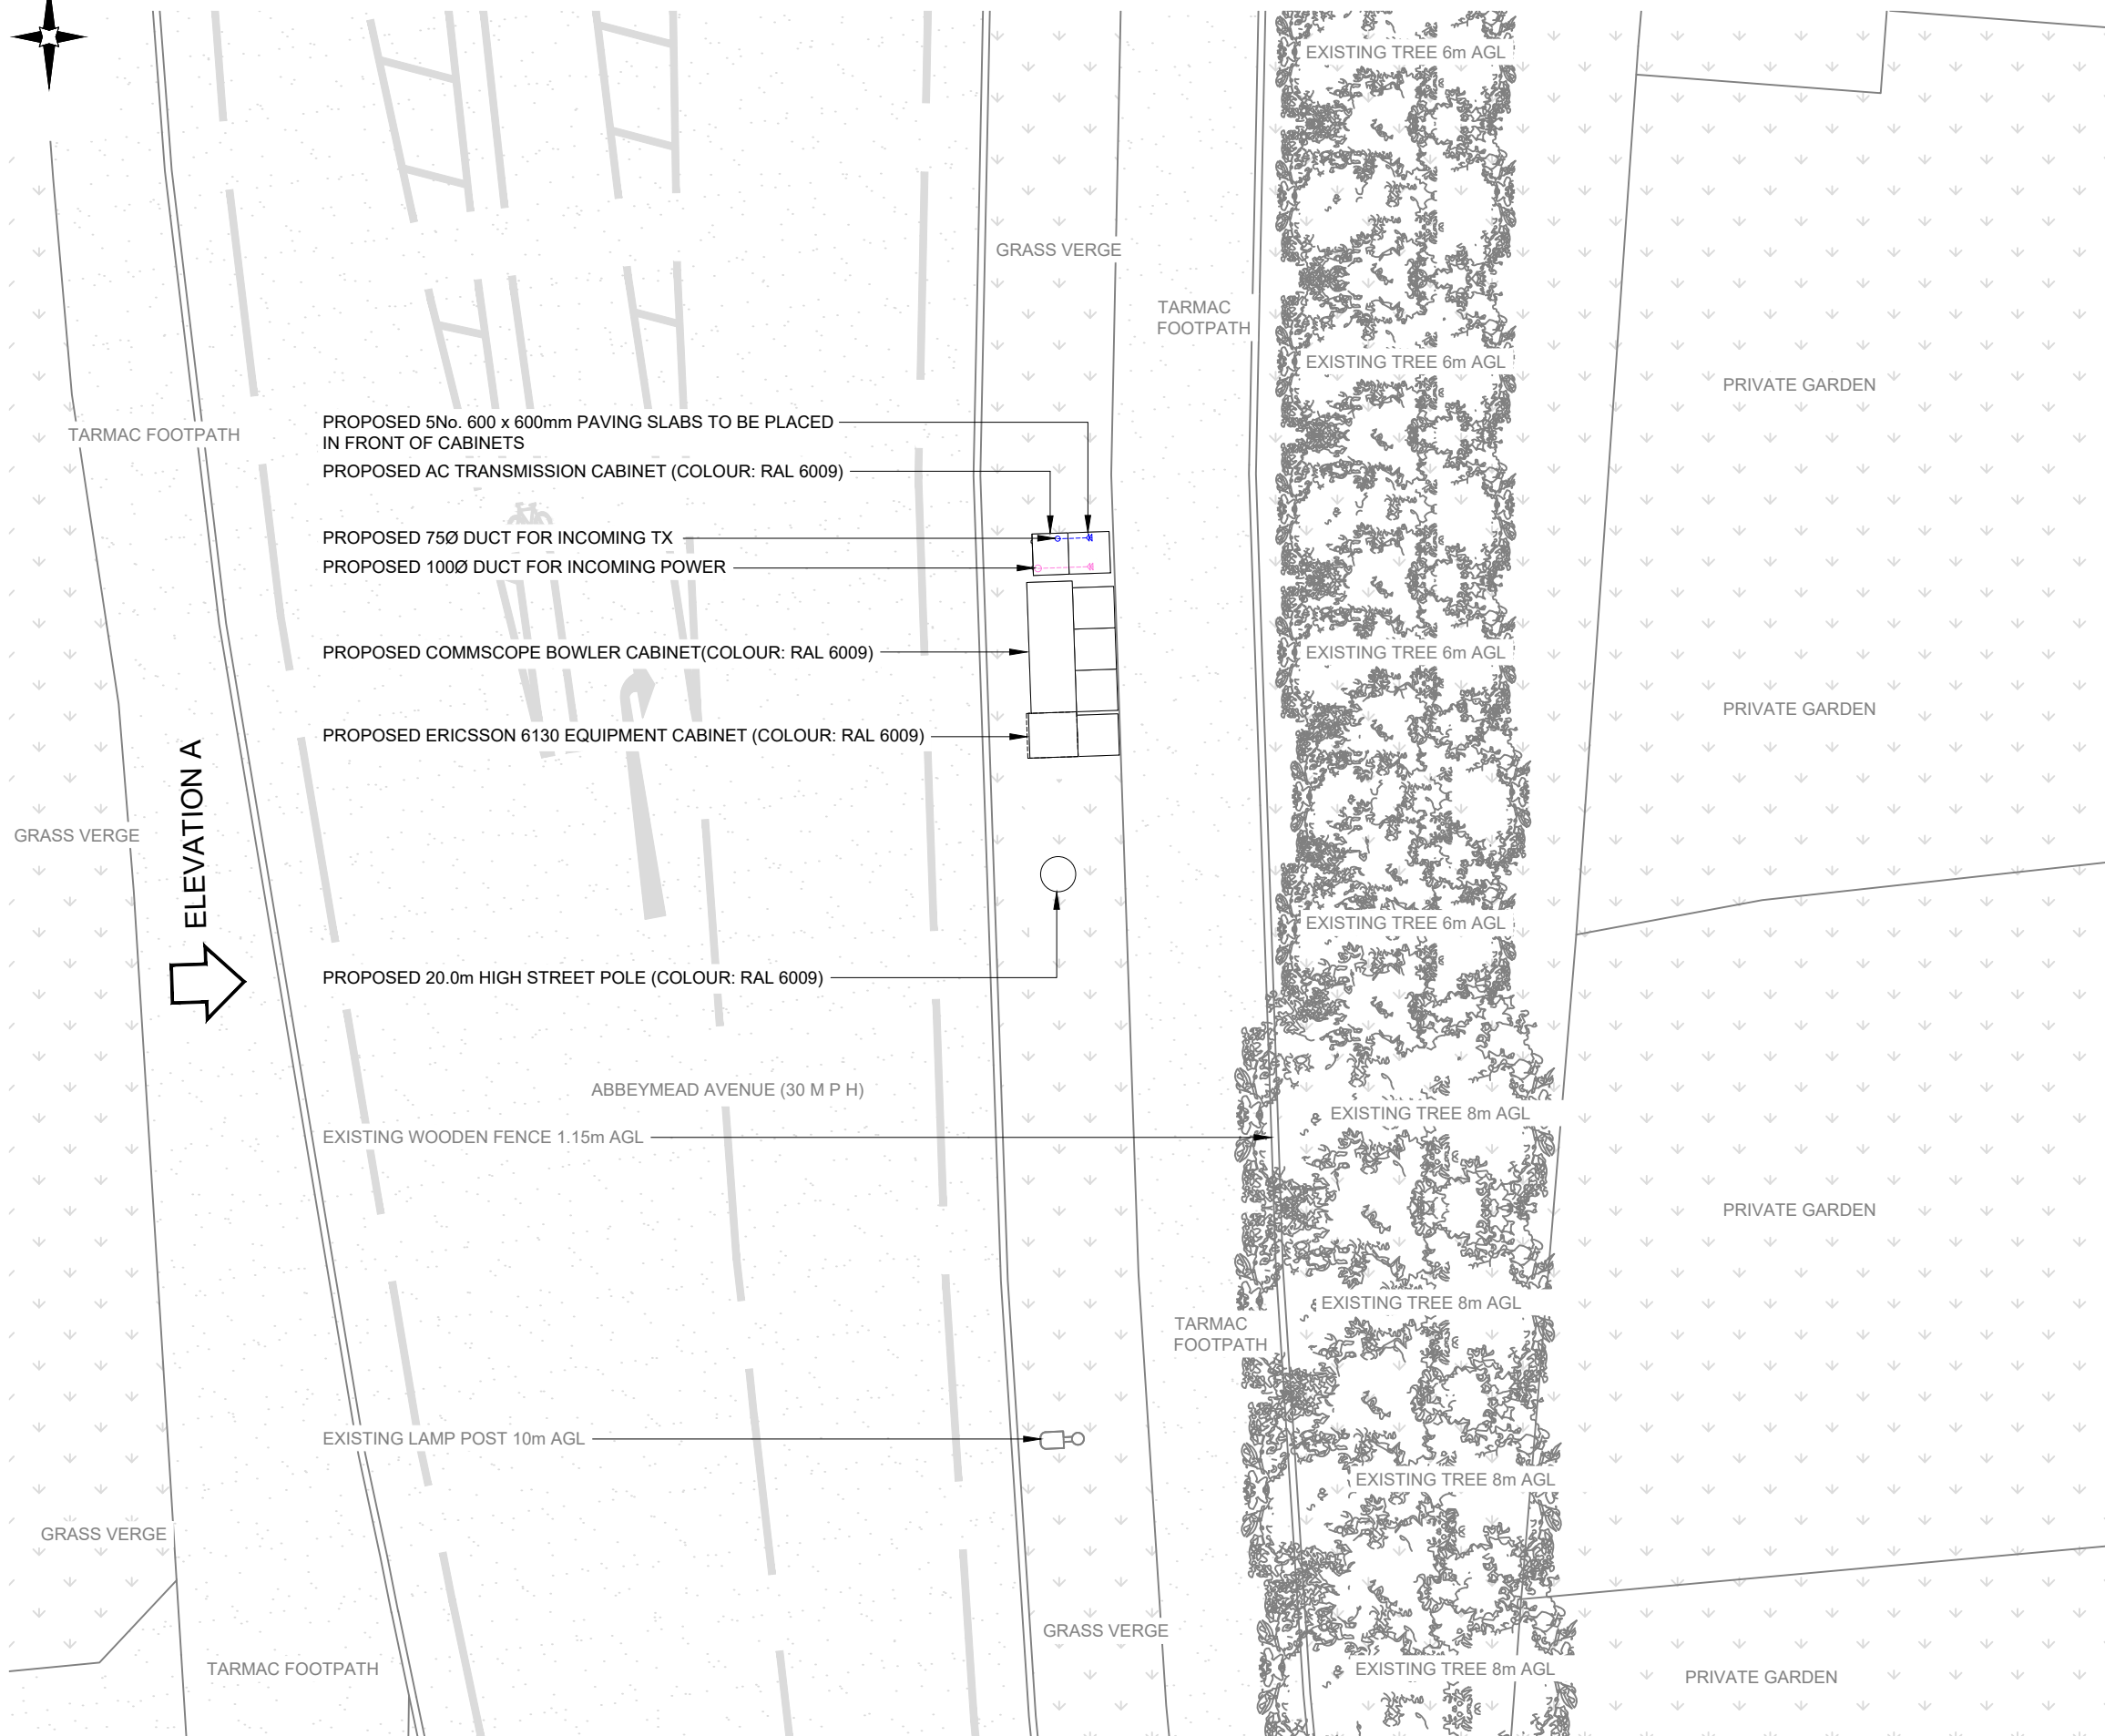 EXISTING TREE 6m AGL
GRASS VERGE
TARMAC
FOOTPATH
EXISTING TREE 6m AGL
PRIVATE GARDEN
PROPOSED 5No. 600 x 600mm PAVING SLABS TO BE PLACED
IN FRONT OF CABINETS
TARMAC FOOTPATH
PROPOSED AC TRANSMISSION CABINET (COLOUR: RAL 6009)
PROPOSED 75Ø DUCT FOR INCOMING TX
PROPOSED 100Ø DUCT FOR INCOMING POWER
PROPOSED COMMSCOPE BOWLER CABINET(COLOUR: RAL 6009)
EXISTING TREE 6m AGL
PRIVATE GARDEN
PROPOSED ERICSSON 6130 EQUIPMENT CABINET (COLOUR: RAL 6009)
ELEVATION A
GRASS VERGE
EXISTING TREE 6m AGL
PROPOSED 20.0m HIGH STREET POLE (COLOUR: RAL 6009)
ABBEYMEAD AVENUE (30 M P H)
EXISTING TREE 8m AGL
EXISTING WOODEN FENCE 1.15m AGL
PRIVATE GARDEN
EXISTING TREE 8m AGL
TARMAC
FOOTPATH
EXISTING LAMP POST 10m AGL
EXISTING TREE 8m AGL
GRASS VERGE
GRASS VERGE
TARMAC FOOTPATH
EXISTING TREE 8m AGL
PRIVATE GARDEN